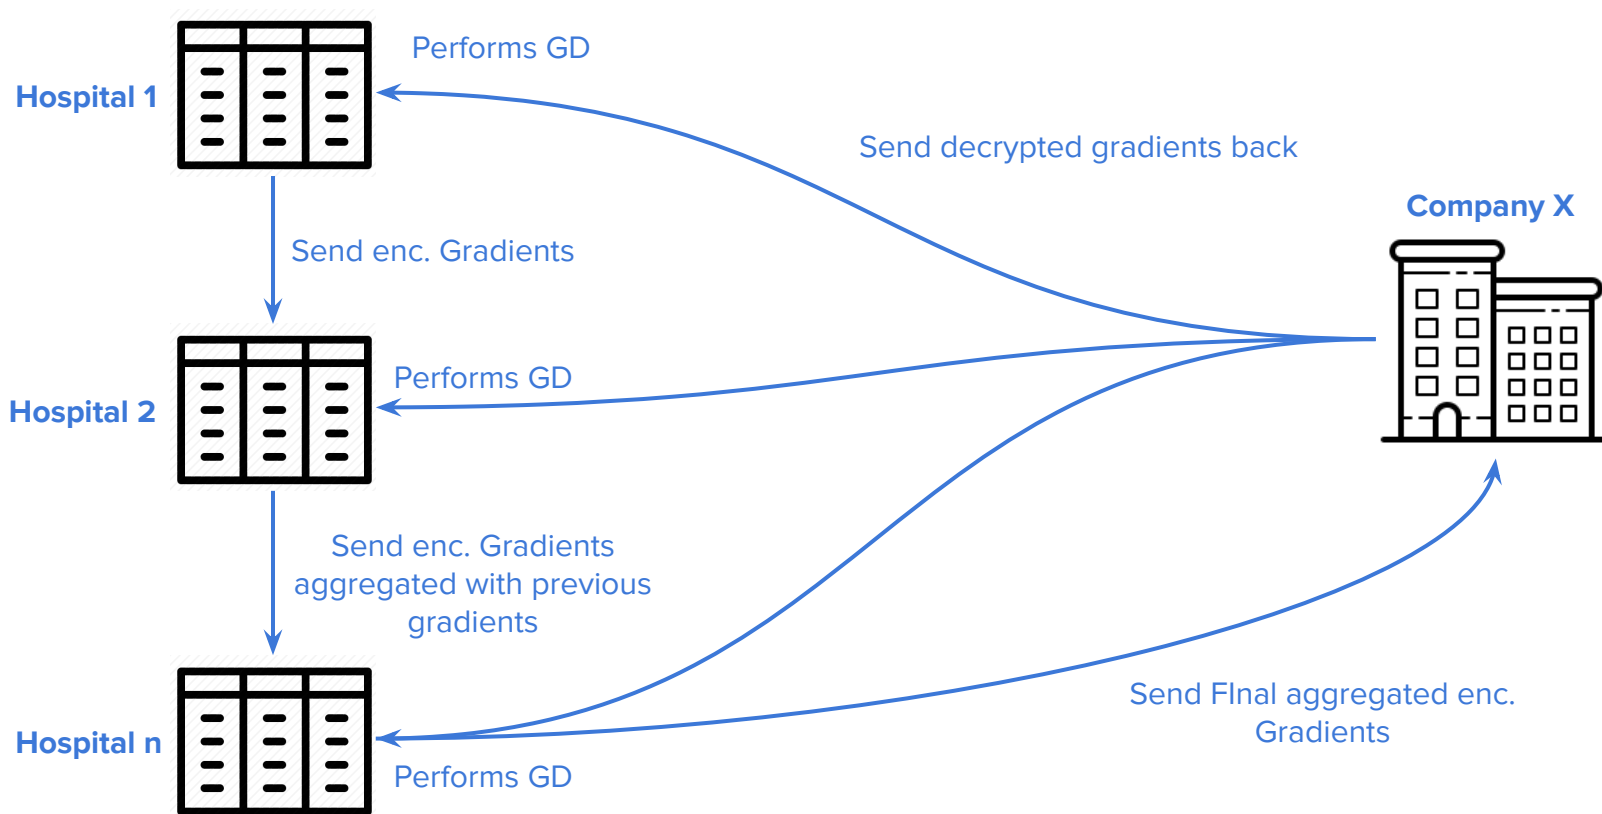 Performs GD
Hospital 1
Send decrypted gradients back
Company X
Send enc. Gradients
Performs GD
Hospital 2
Send enc. Gradients
aggregated with previous
gradients
Send FInal aggregated enc.
Gradients
Hospital n
Performs GD